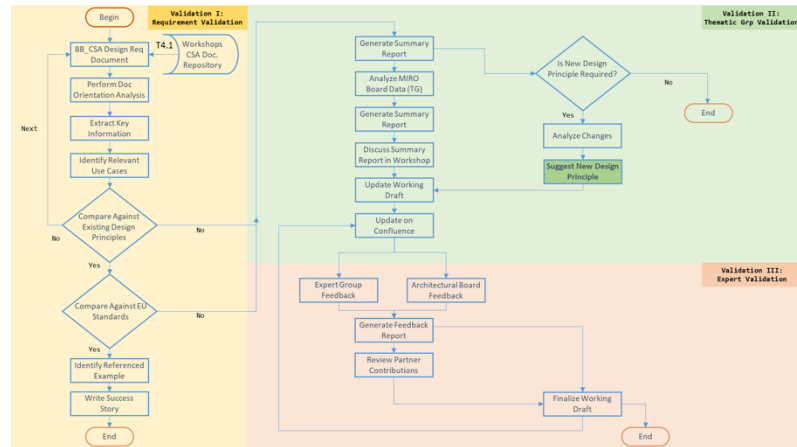 Validation I:
Requirement Validation
Begin
BB_CSA Design Req
Document
T4.1
Workshops
CSA Doc.
Repository
Perform Doc
Orientation Analysis
Next
Extract Key
Information
Identify Relevant
Use Cases
Compare Against
Existing Design
Principles
No
No
Yes
Compare Against EU
Standards
No
Yes
Identify Referenced
Example
Write Success
Story
End
Validation II:
Thematic Grp Validation
Generate Summary
Report
Analyze MIRO
Board Data (TG)
Generate Summary
Report
Discuss Summary
Report in Workshop
Update Working
Draft
Update on
Confluence
Is New Design
Principle Required?
No
End
Yes
Analyze Changes
Suggest New Design
Principle
Validation III:
Expert Validation
Expert Group
Feedback
Architectural Board
Feedback
Generate Feedback
Report
Review Partner
Contributions
Finalize Working
Draft
End